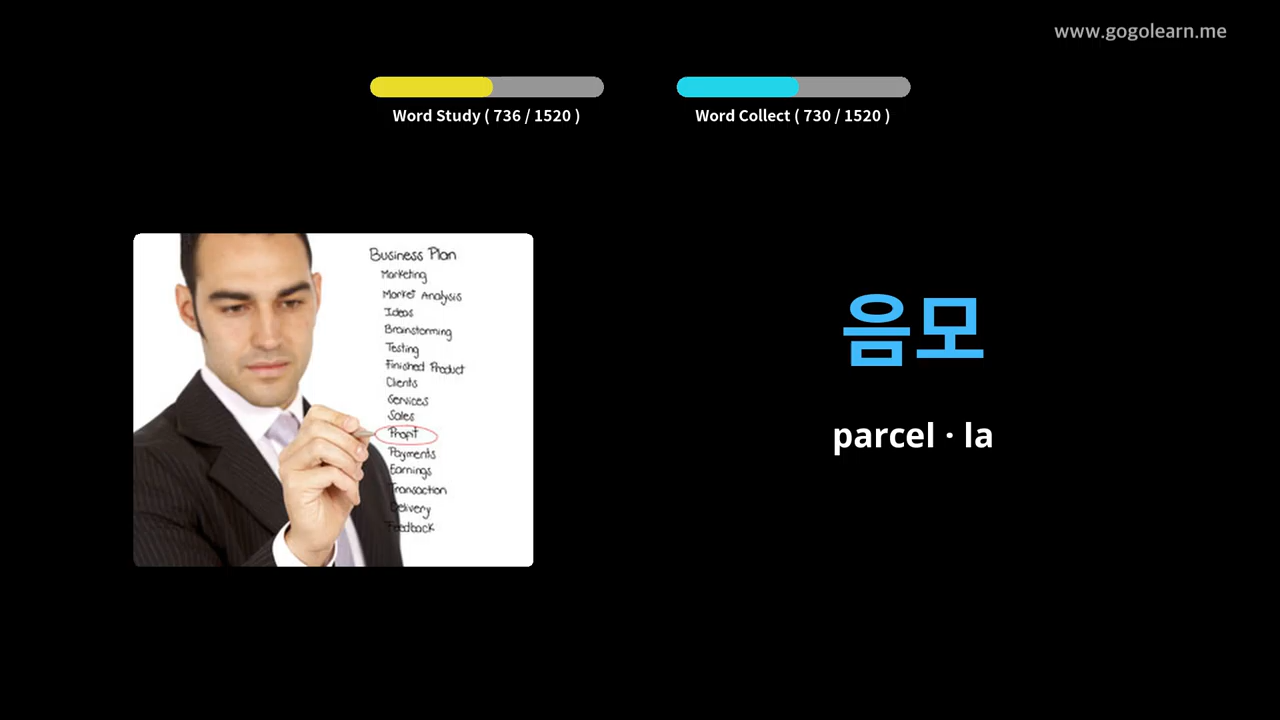 www.gogolearn.me
Word Study ( 736 / 1520 )
Word Collect ( 730 / 1520 )
Business Plan
Marketing
Market Analysis
Ideas
Brainstorming
Testing
Finished Product
Clients
Services
Sales
Profit
Payments
Earnings
Transaction
Delivery
Feedback
음모
parcel · la